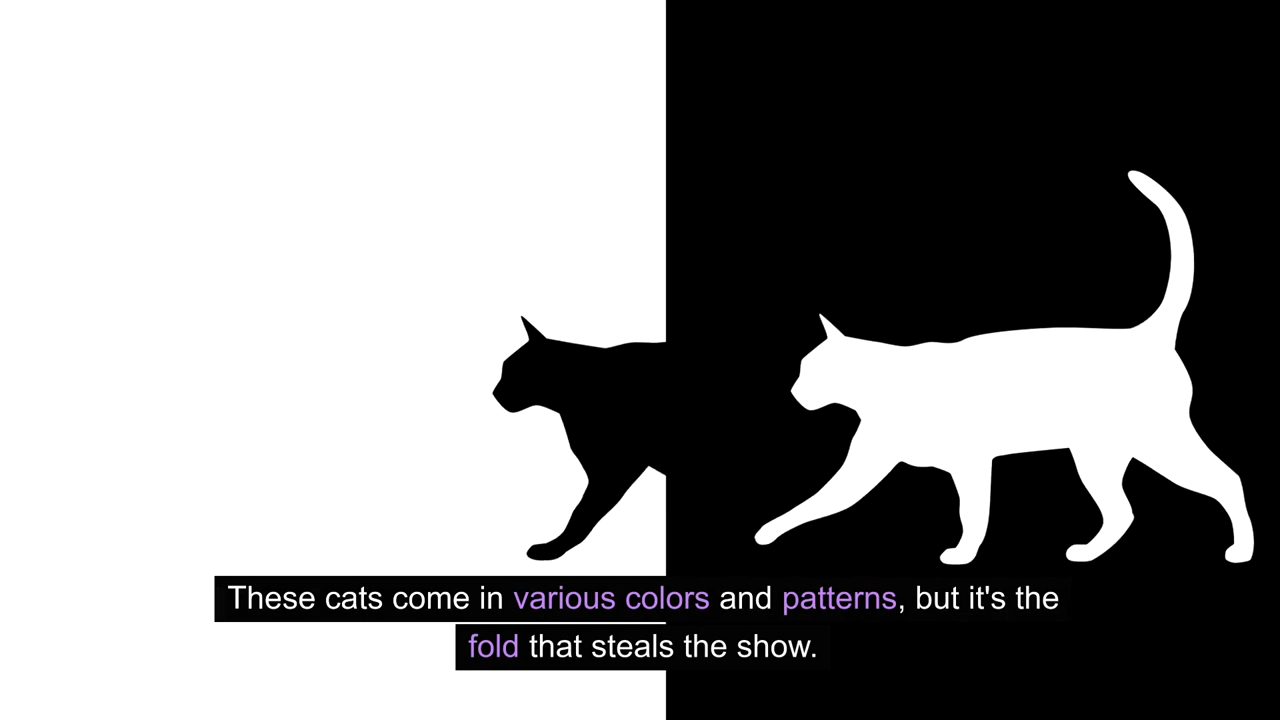 These cats come in various colors and patterns, but it's the
fold that steals the show.